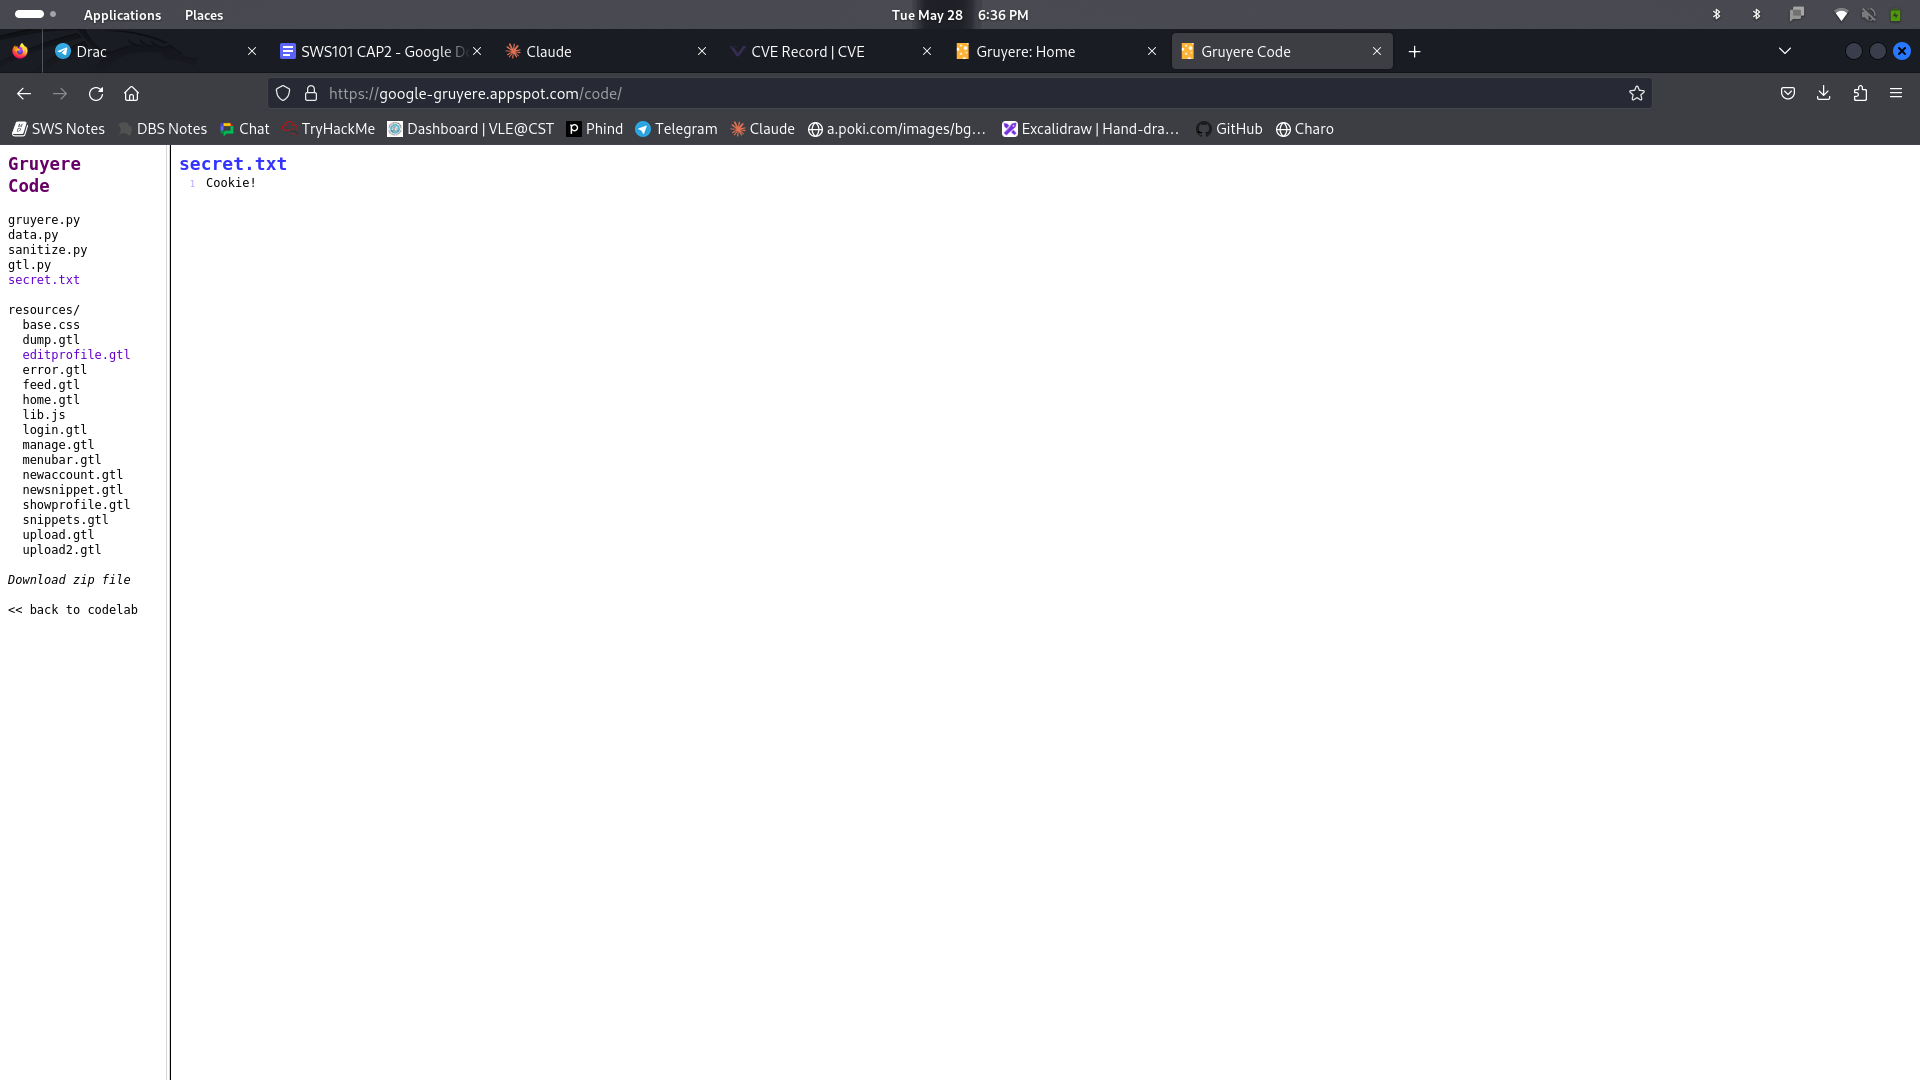 Applications Places Tue May 28 6:36 PM
Drac SWS101 CAP2 - Google D Claude CVE Record | CVE Gruyere: Home Gruyere Code
https://google-gruyere.appspot.com/code/
SWS Notes DBS Notes Chat TryHackMe Dashboard | VLE@CST Phind Telegram Claude a.poki.com/images/bg... Excalidraw | Hand-dra... GitHub Charo
Gruyere
Code
gruyere.py
data.py
sanitize.py
gtl.py
secret.txt
resources/
base.css
dump.gtl
editprofile.gtl
error.gtl
feed.gtl
home.gtl
lib.js
login.gtl
manage.gtl
menubar.gtl
newaccount.gtl
newsnippet.gtl
showprofile.gtl
snippets.gtl
upload.gtl
upload2.gtl
Download zip file
<< back to codelab
secret.txt
1 Cookie!